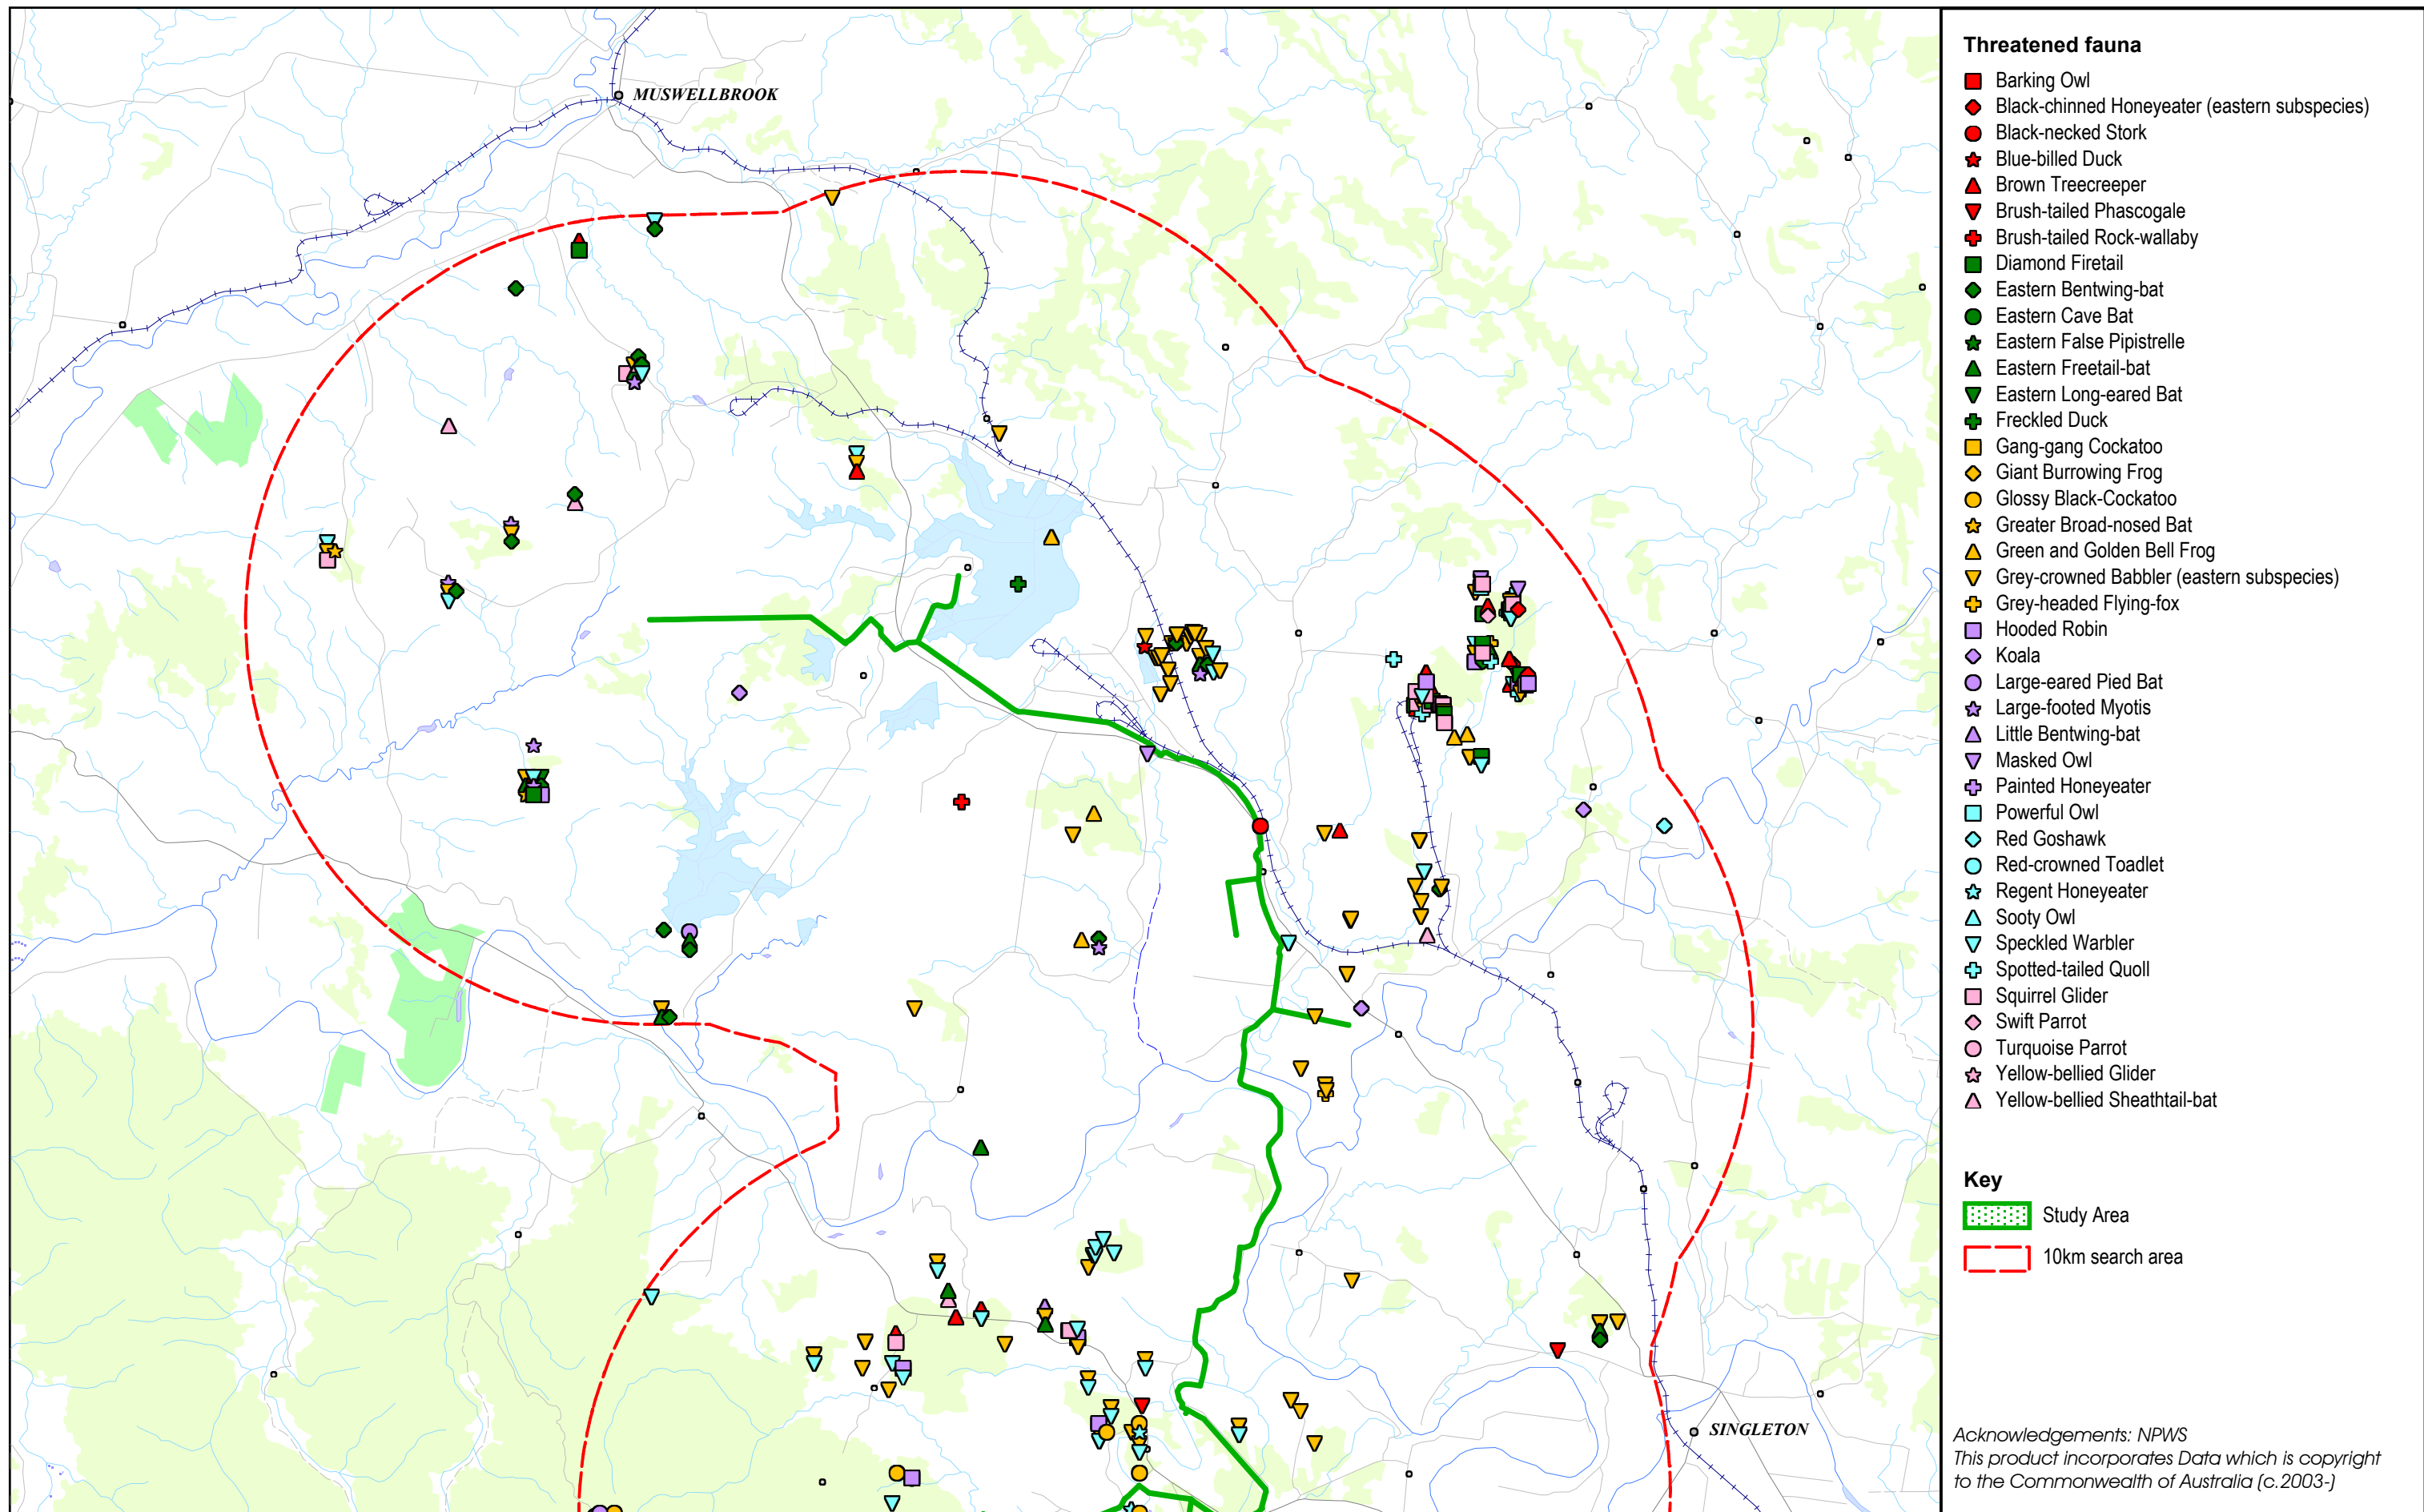 MUSWELLBROOK
SINGLETON
Threatened fauna
Barking Owl
Black-chinned Honeyeater (eastern subspecies)
Black-necked Stork
Blue-billed Duck
Brown Treecreeper
Brush-tailed Phascogale
Brush-tailed Rock-wallaby
Diamond Firetail
Eastern Bentwing-bat
Eastern Cave Bat
Eastern False Pipistrelle
Eastern Freetail-bat
Eastern Long-eared Bat
Freckled Duck
Gang-gang Cockatoo
Giant Burrowing Frog
Glossy Black-Cockatoo
Greater Broad-nosed Bat
Green and Golden Bell Frog
Grey-crowned Babbler (eastern subspecies)
Grey-headed Flying-fox
Hooded Robin
Koala
Large-eared Pied Bat
Large-footed Myotis
Little Bentwing-bat
Masked Owl
Painted Honeyeater
Powerful Owl
Red Goshawk
Red-crowned Toadlet
Regent Honeyeater
Sooty Owl
Speckled Warbler
Spotted-tailed Quoll
Squirrel Glider
Swift Parrot
Turquoise Parrot
Yellow-bellied Glider
Yellow-bellied Sheathtail-bat
Key
Study Area
10km search area
Acknowledgements: NPWS
This product incorporates Data which is copyright
to the Commonwealth of Australia (c.2003-)